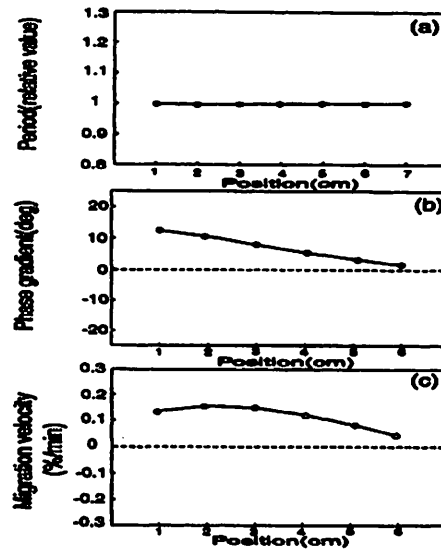 (a)
Period(relative value)
1.3
1.2
1.1
1
0.9
0.8
1 2 3 4 5 6 7
Position(cm)
(b)
Phase gradient(deg)
20
10
0
-10
-20
1 2 3 4 5 6
Position(cm)
(c)
Migration velocity
(%/min)
0.3
0.2
0.1
0
-0.1
-0.2
-0.3
1 2 3 4 5 6
Position(cm)